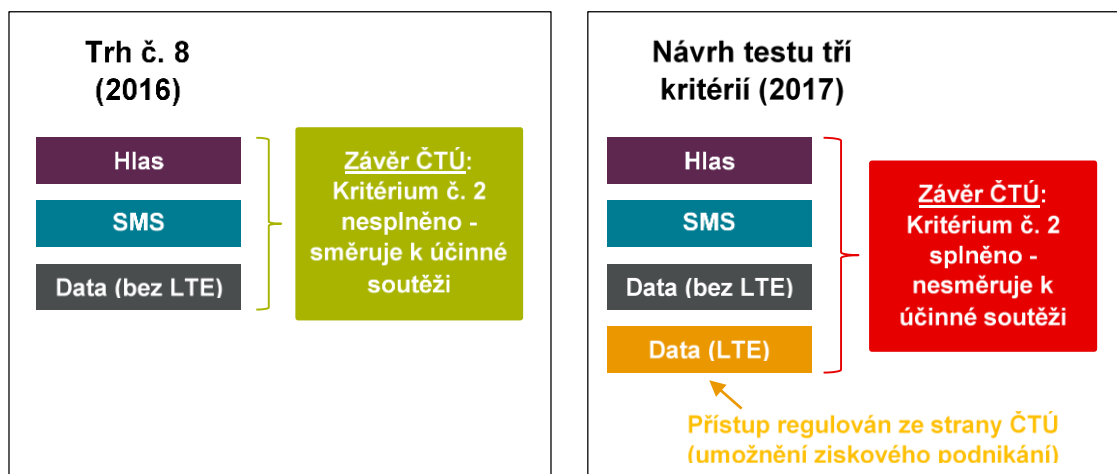 Trh č. 8
(2016)
Hlas
SMS
Data (bez LTE)
Závěr ČTÚ:
Kritérium č. 2
nesplněno -
směruje k účinné
soutěži
Návrh testu tří
kritérií (2017)
Hlas
SMS
Data (bez LTE)
Data (LTE)
Závěr ČTÚ:
Kritérium č. 2
splněno -
nesměruje k
účinné soutěži
Přístup regulován ze strany ČTÚ
(umožnění ziskového podnikání)